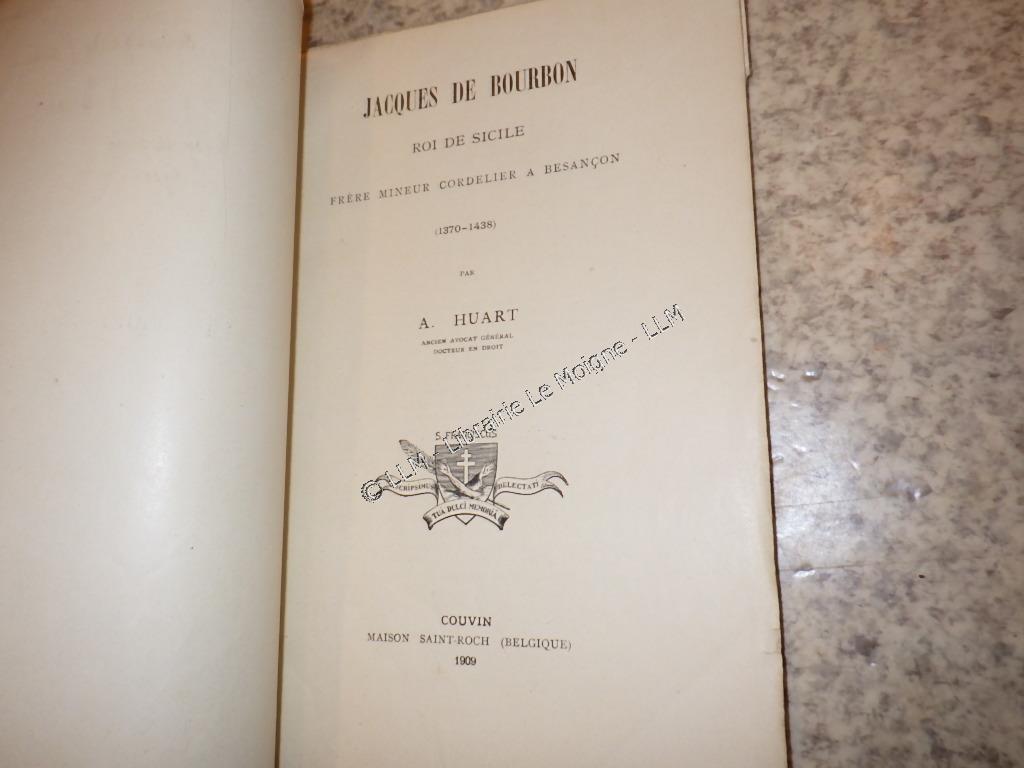 JACQUES DE BOURBON
ROI DE SICILE
FRÈRE MINEUR CORDELIER A BESANÇON
(1370-1438)
PAR
A. HUART
ANCIEN AVOCAT GÉNÉRAL
DOCTEUR EN DROIT
© LLM - Librairie Le Moigne - LLM
DELECTATI
TUA DULCI MEMORIA
COUVIN
MAISON SAINT-ROCH (BELGIQUE)
1909